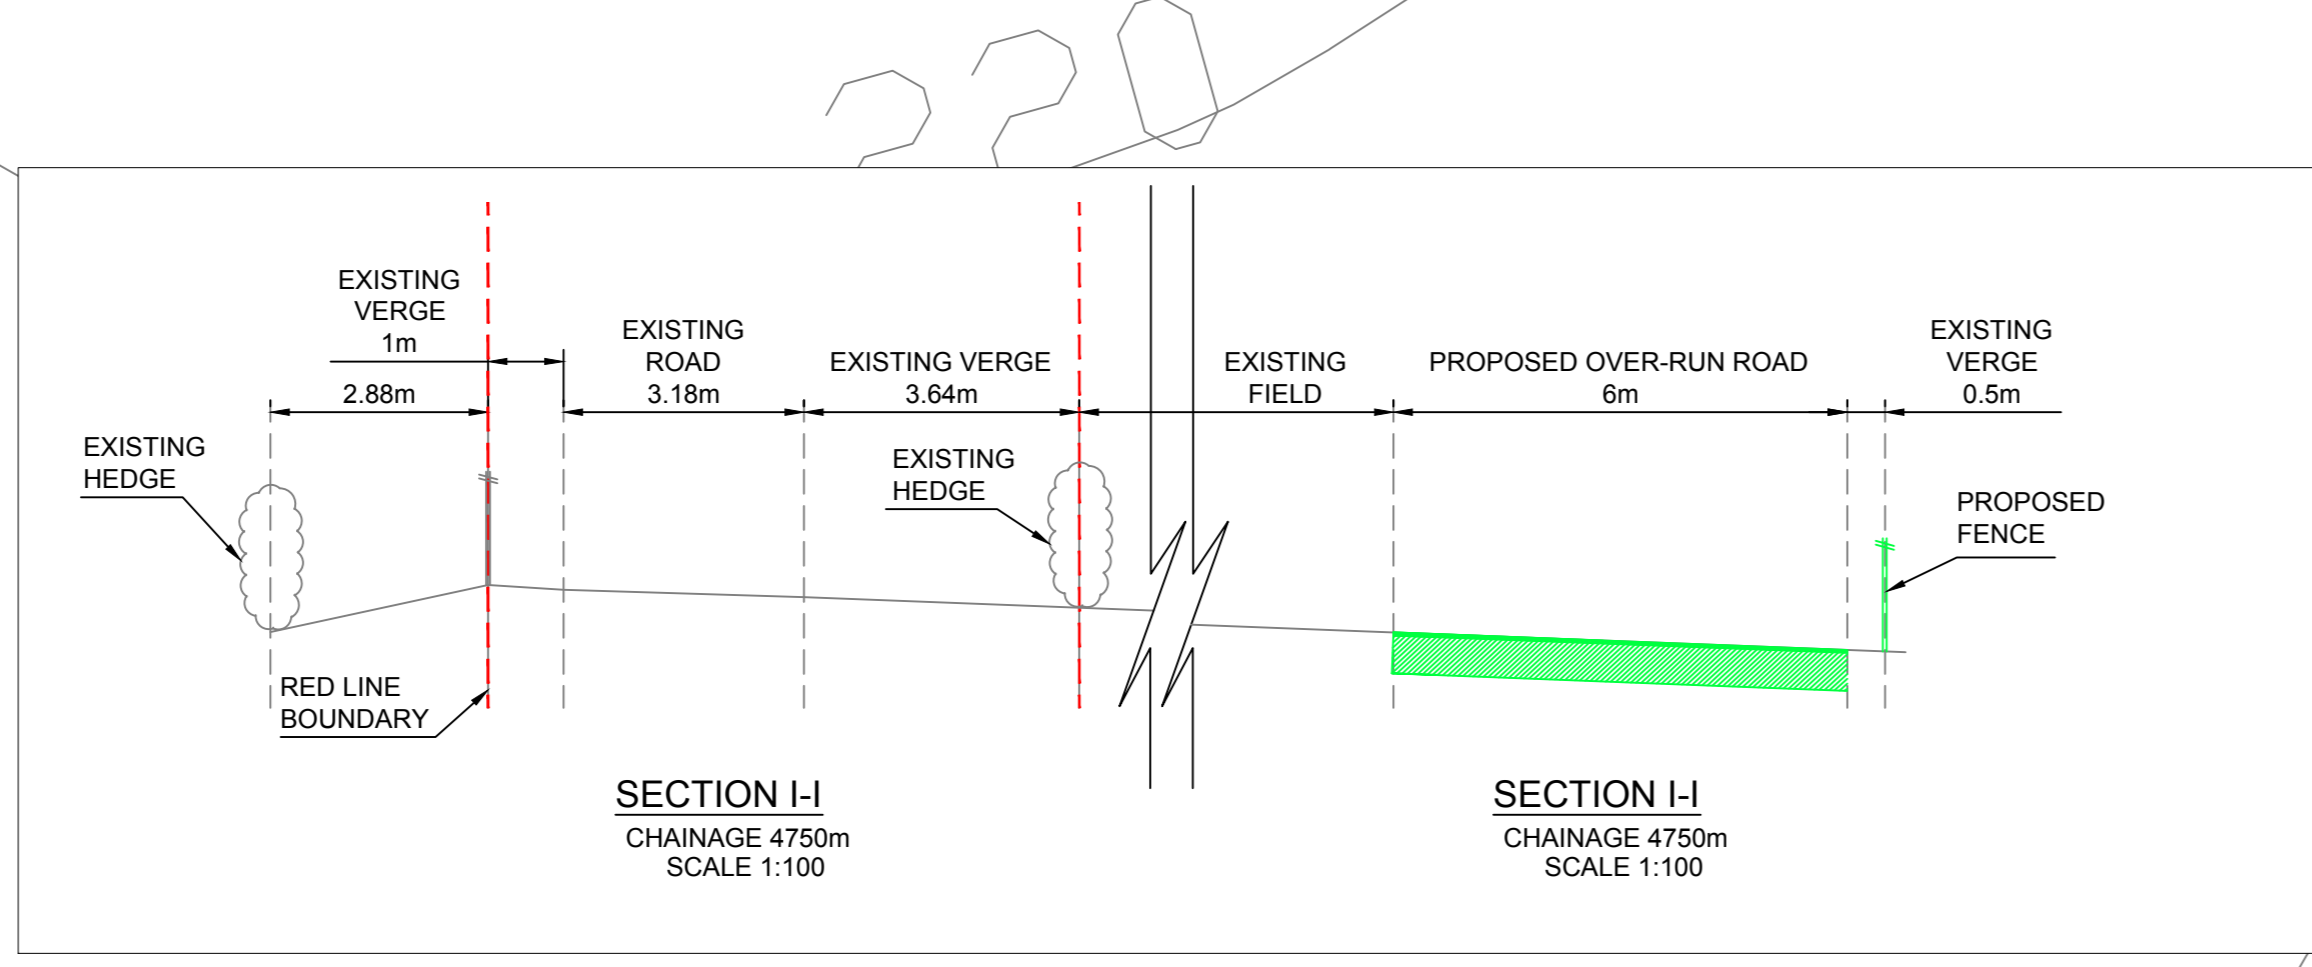 220
EXISTING
VERGE
1m
2.88m
EXISTING
ROAD
3.18m
EXISTING VERGE
3.64m
EXISTING
FIELD
PROPOSED OVER-RUN ROAD
6m
EXISTING
VERGE
0.5m
EXISTING
HEDGE
EXISTING
HEDGE
PROPOSED
FENCE
RED LINE
BOUNDARY
SECTION I-I
CHAINAGE 4750m
SCALE 1:100
SECTION I-I
CHAINAGE 4750m
SCALE 1:100